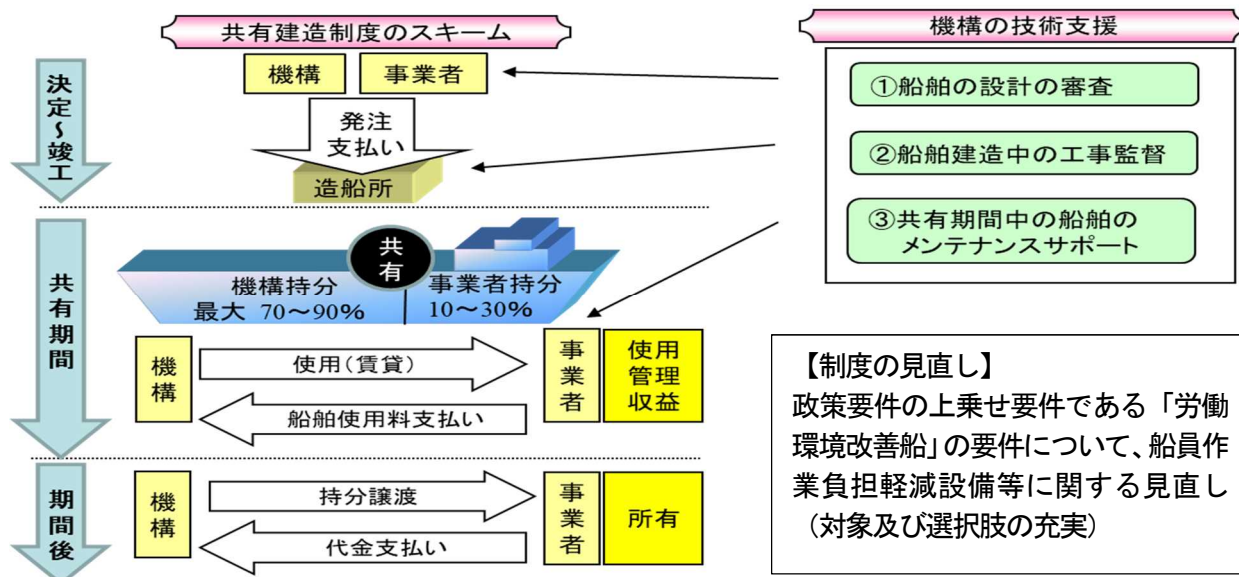 共有建造制度のスキーム
機構
事業者
発注
支払い
造船所
決定~竣工
共有
機構持分
最大 70～90%
事業者持分
10～30%
共有期間
機構
使用(賃貸)
船舶使用料支払い
事業者
使用
管理
収益
期間後
機構
持分譲渡
代金支払い
事業者
所有
機構の技術支援
①船舶の設計の審査
②船舶建造中の工事監督
③共有期間中の船舶の
メンテナンスサポート
【制度の見直し】
政策要件の上乗せ要件である「労働
環境改善船」の要件について、船員作
業負担軽減設備等に関する見直し
（対象及び選択肢の充実）